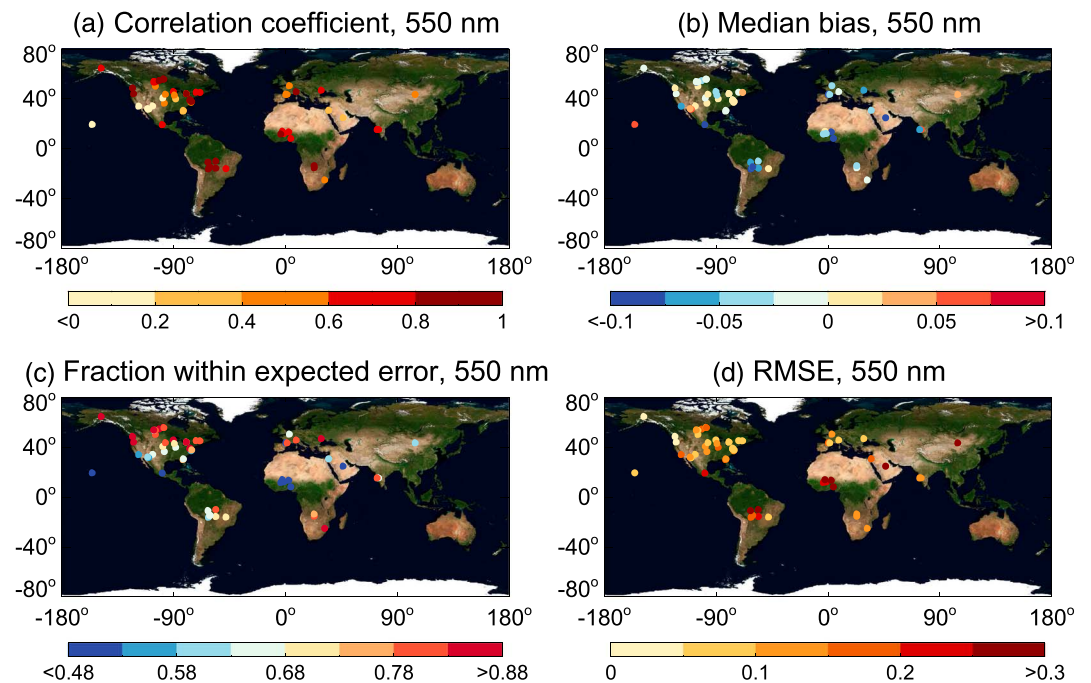 (a) Correlation coefficient, 550 nm
(b) Median bias, 550 nm
80°
40°
0°
-40°
-80°
-180° -90° 0° 90° 180°
80°
40°
0°
-40°
-80°
-180° -90° 0° 90° 180°
<0 0.2 0.4 0.6 0.8 1
<-0.1 -0.05 0 0.05 >0.1
(c) Fraction within expected error, 550 nm
(d) RMSE, 550 nm
80°
40°
0°
-40°
-80°
-180° -90° 0° 90° 180°
80°
40°
0°
-40°
-80°
-180° -90° 0° 90° 180°
<0.48 0.58 0.68 0.78 >0.88
0 0.1 0.2 >0.3